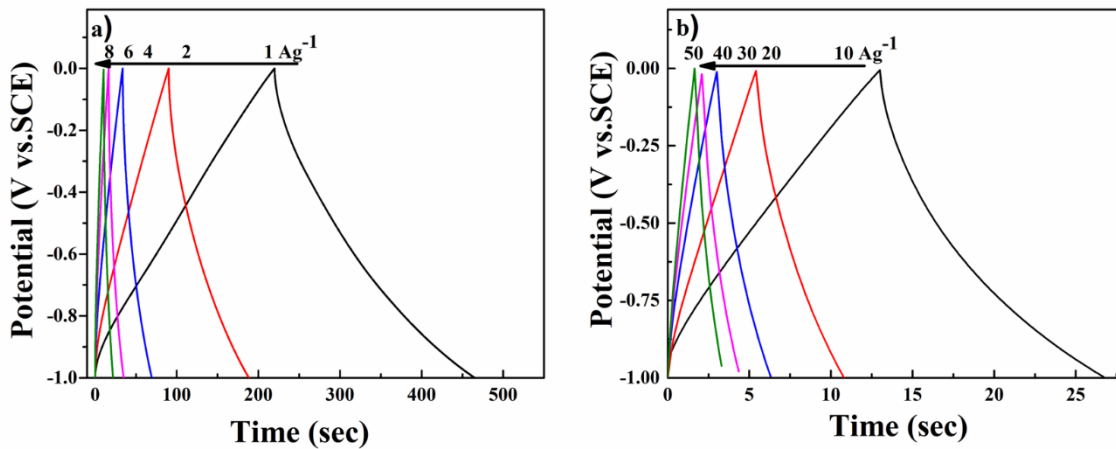 a)
8 6 4 2 1 Ag-1
0.0
-0.2
-0.4
-0.6
-0.8
-1.0
Potential (V vs.SCE)
0 100 200 300 400 500
Time (sec)
b)
50 40 30 20 10 Ag-1
0.00
-0.25
-0.50
-0.75
-1.00
Potential (V vs.SCE)
0 5 10 15 20 25
Time (sec)